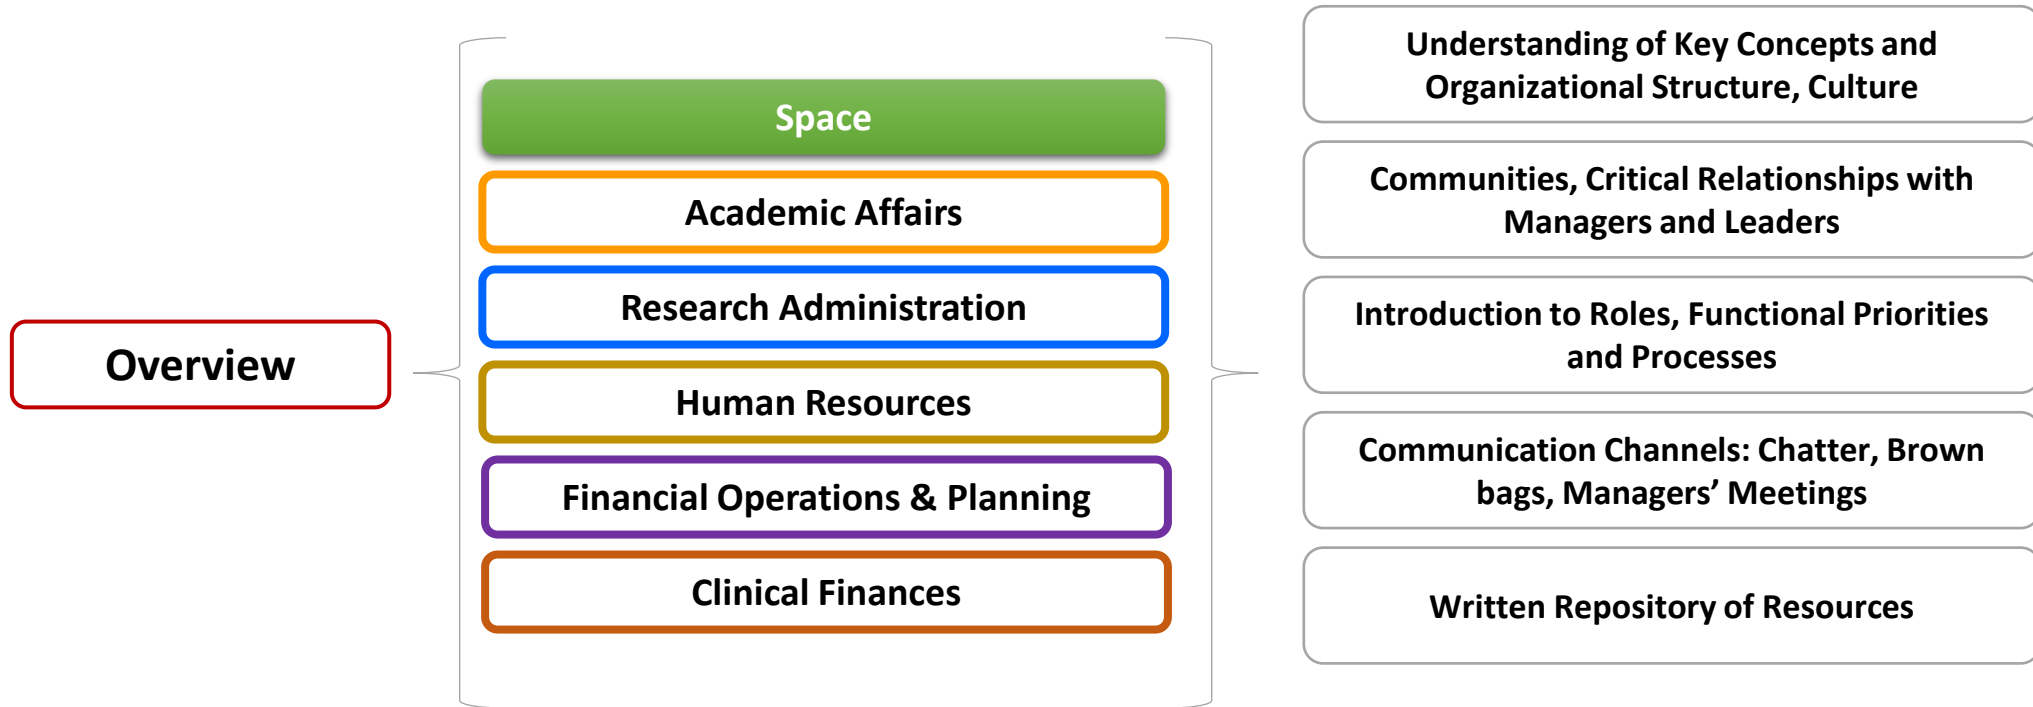 Overview
Space
Academic Affairs
Research Administration
Human Resources
Financial Operations & Planning
Clinical Finances
Understanding of Key Concepts and
Organizational Structure, Culture
Communities, Critical Relationships with
Managers and Leaders
Introduction to Roles, Functional Priorities
and Processes
Communication Channels: Chatter, Brown
bags, Managers’ Meetings
Written Repository of Resources